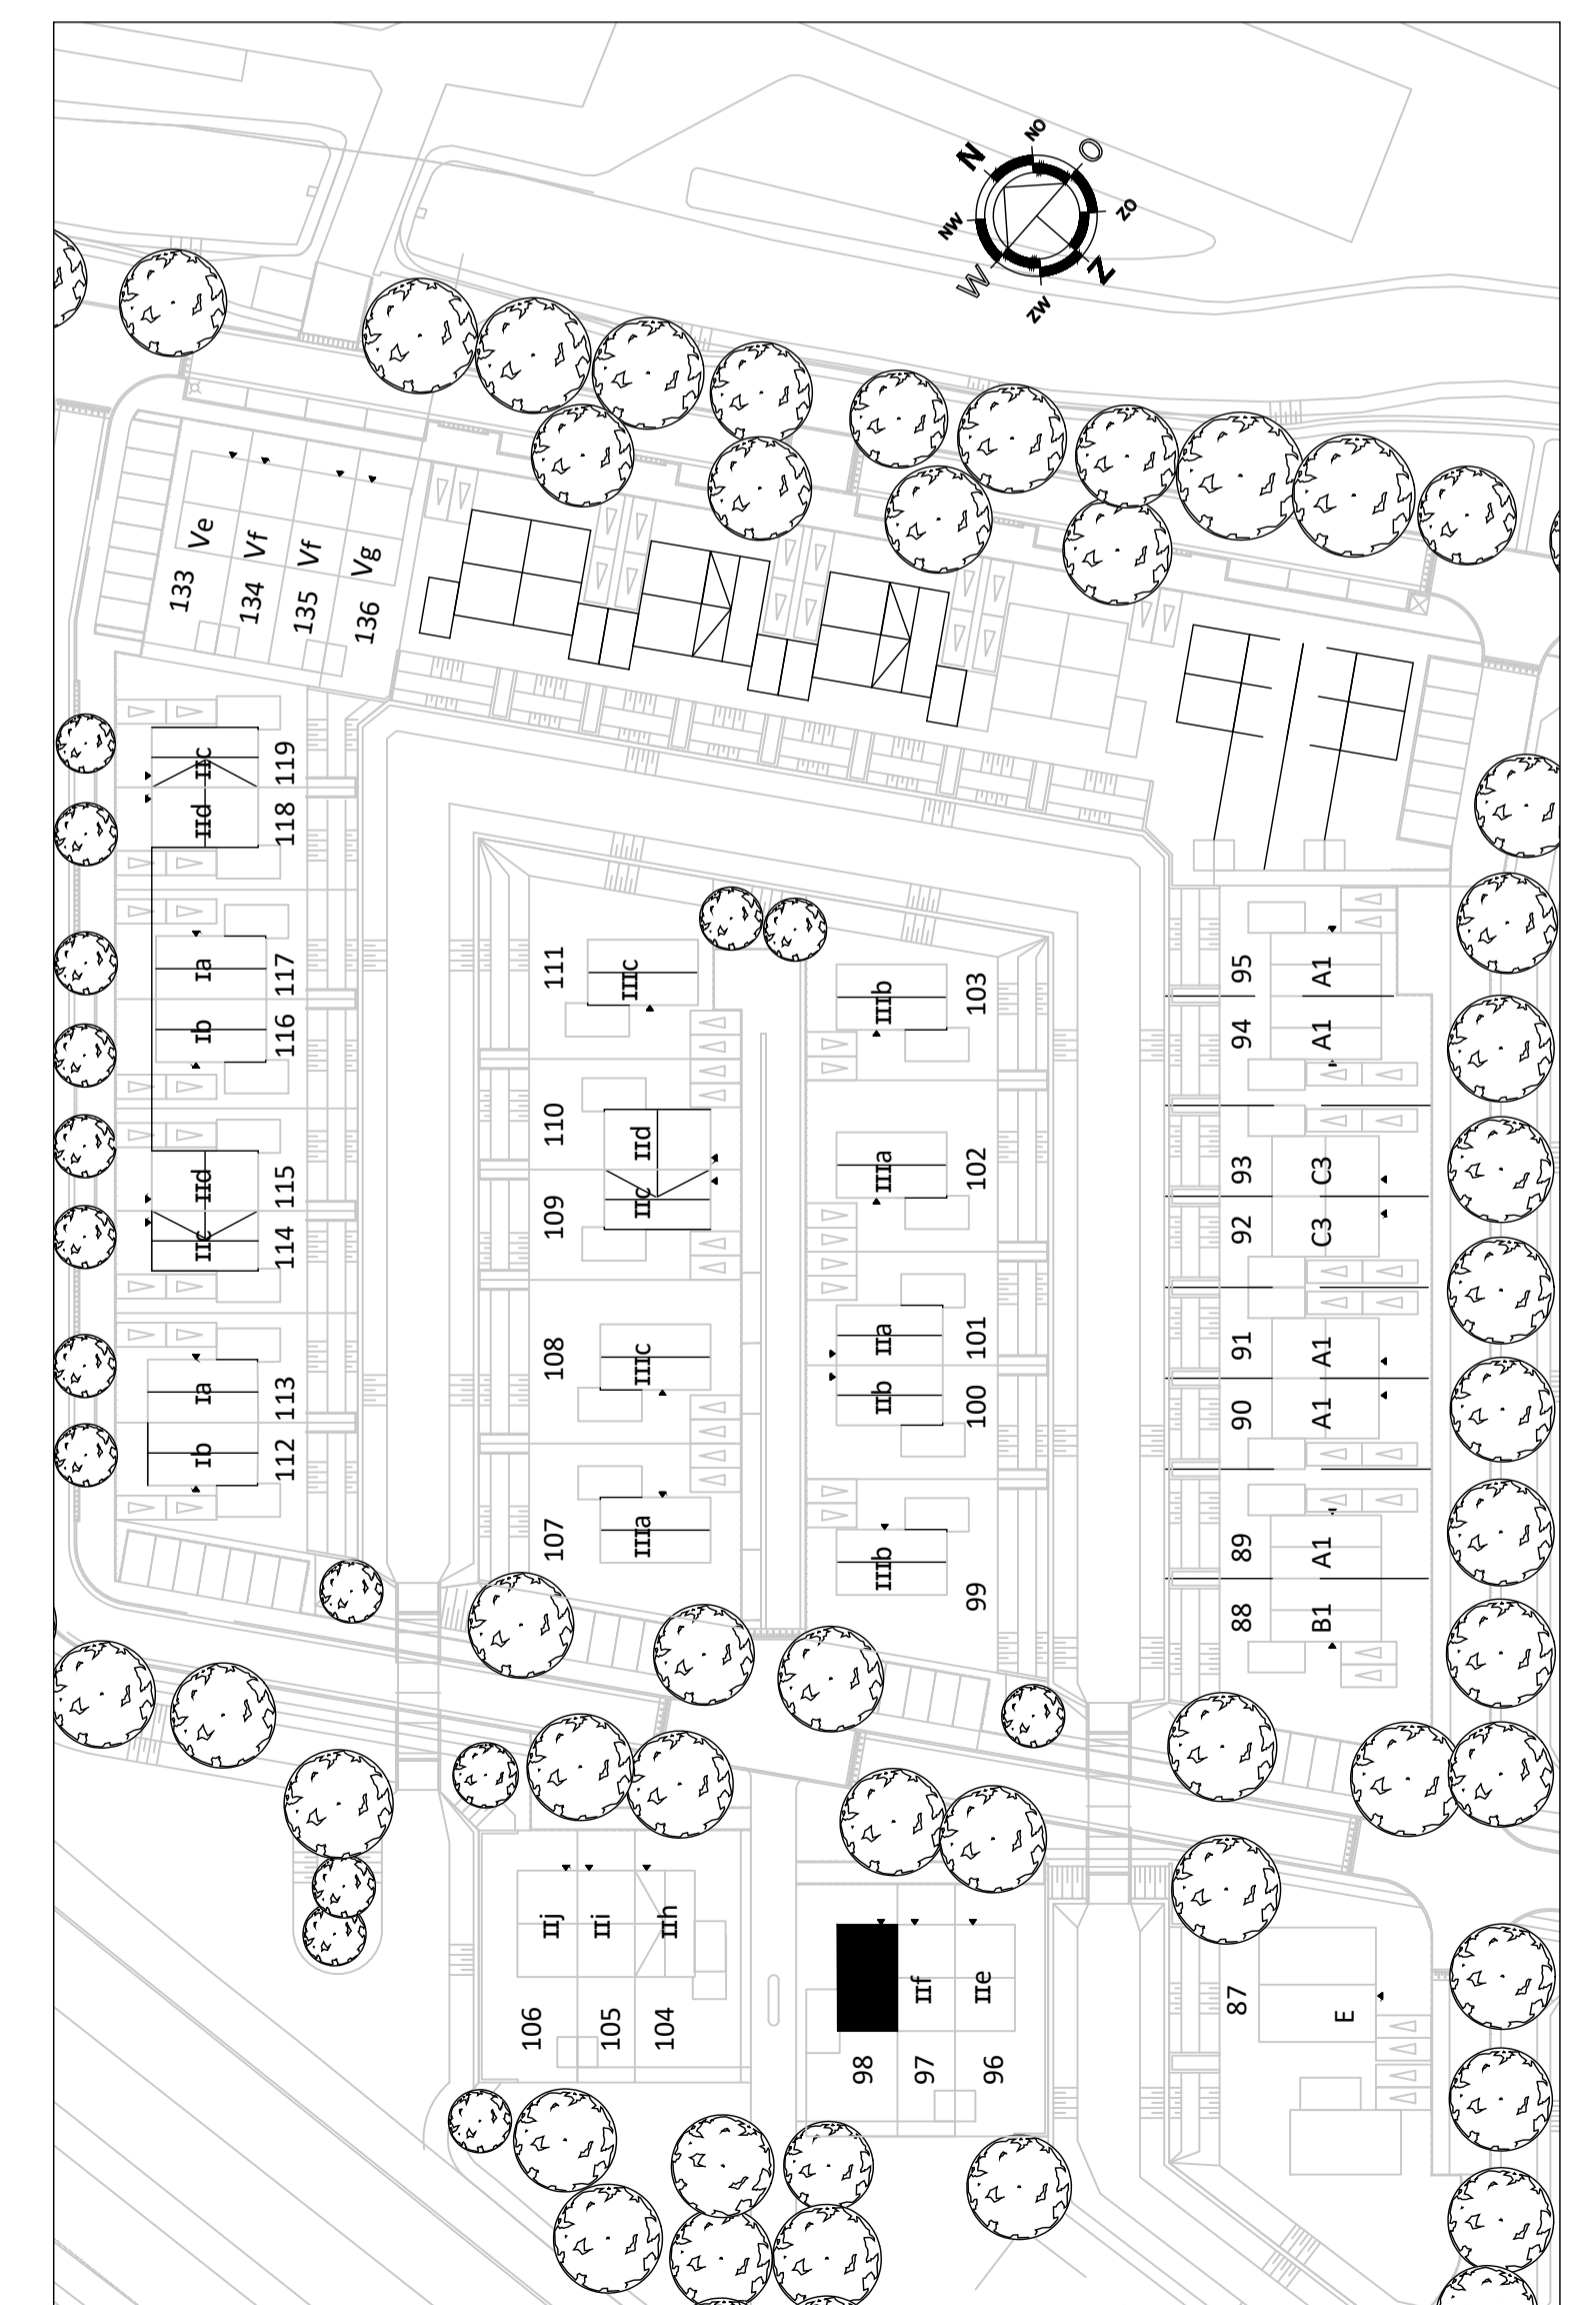 NO
N
O
NW
ZO
W
Z
ZW
Ve
Vf
Vf
Vg
133
134
135
136
IIc
119
IId
118
Ia
117
Ib
116
IId
115
IIc
114
Ia
113
Ib
112
111
IIIc
110
IId
109
IIc
108
IIIc
107
IIIa
IIIb
103
IIIa
102
IIa
101
IIb
100
IIIb
99
95
A1
94
A1
93
C3
92
C3
91
A1
90
A1
89
A1
88
B1
IIj
IIi
IIh
106
105
104
IIf
IIe
98
97
96
87
E